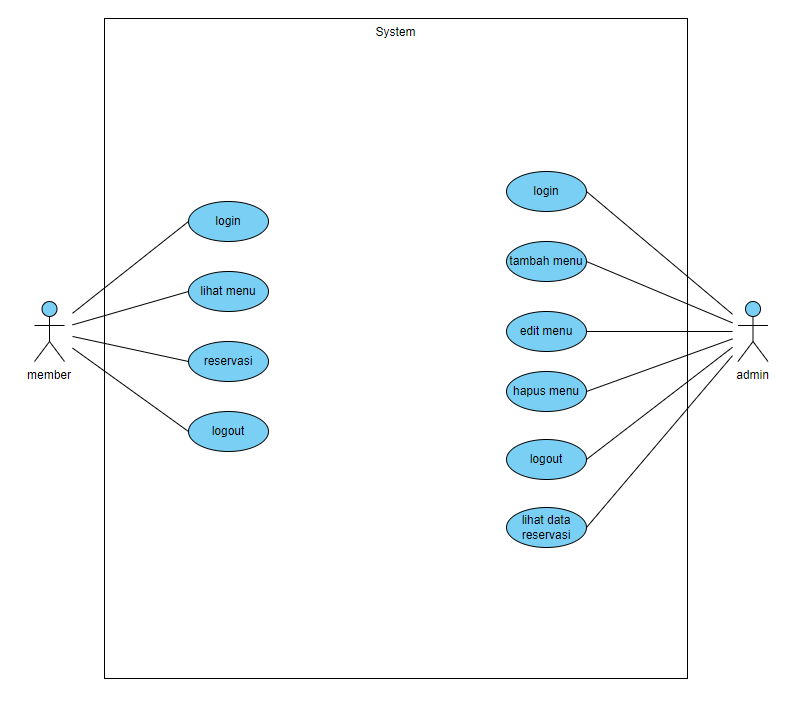 System
login
lihat menu
reservasi
logout
member
login
tambah menu
edit menu
hapus menu
logout
lihat data
reservasi
admin